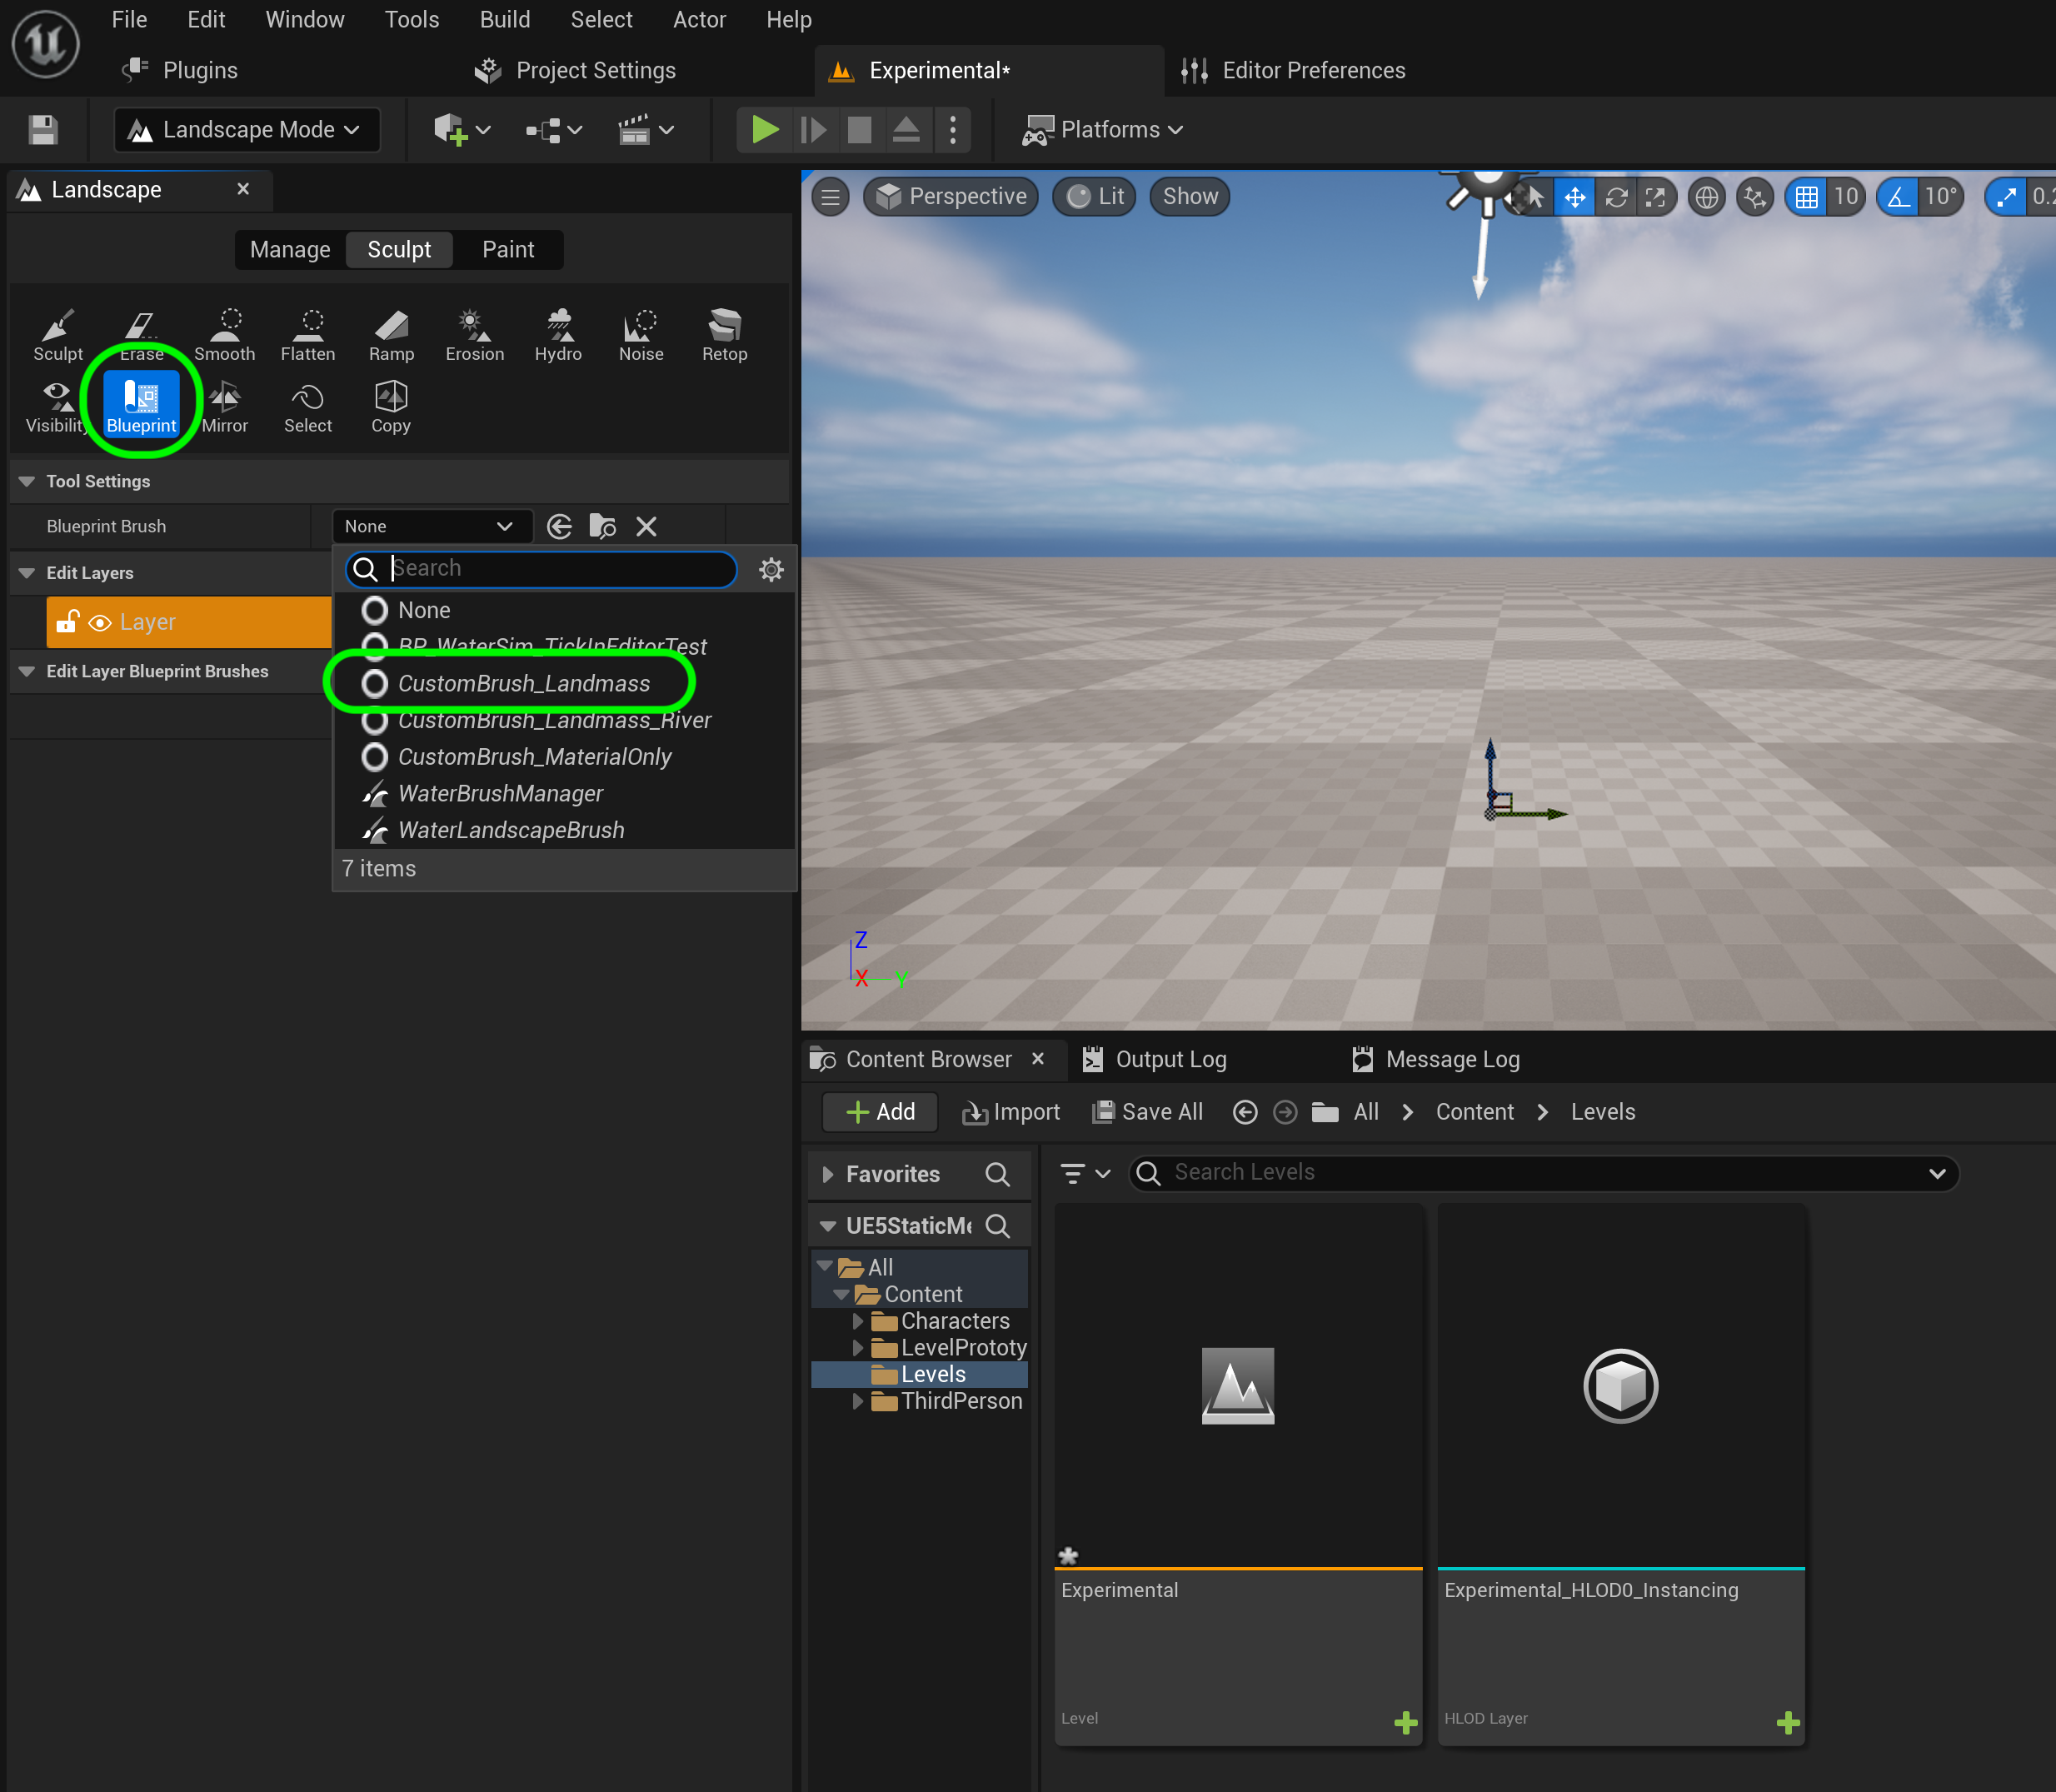 File Edit Window Tools Build Select Actor Help
Plugins Project Settings Experimental* Editor Preferences
Landscape Mode Platforms
Landscape
Perspective Lit Show 10 10°
Manage Sculpt Paint
Sculpt Erase Smooth Flatten Ramp Erosion Hydro Noise Retop
Visibility Blueprint Mirror Select Copy
Tool Settings
Blueprint Brush None
Search
Edit Layers
None
Layer
BP_WaterSim_TickInEditorTest
Edit Layer Blueprint Brushes
CustomBrush_Landmass
CustomBrush_Landmass_River
CustomBrush_MaterialOnly
WaterBrushManager
WaterLandscapeBrush
7 items
Z
X Y
Content Browser Output Log Message Log
Add Import Save All All Content Levels
Favorites
Search Levels
UE5StaticMe
All
Content
Characters
LevelPrototy
Levels
ThirdPerson
Experimental
Level
Experimental_HLOD0_Instancing
HLOD Layer